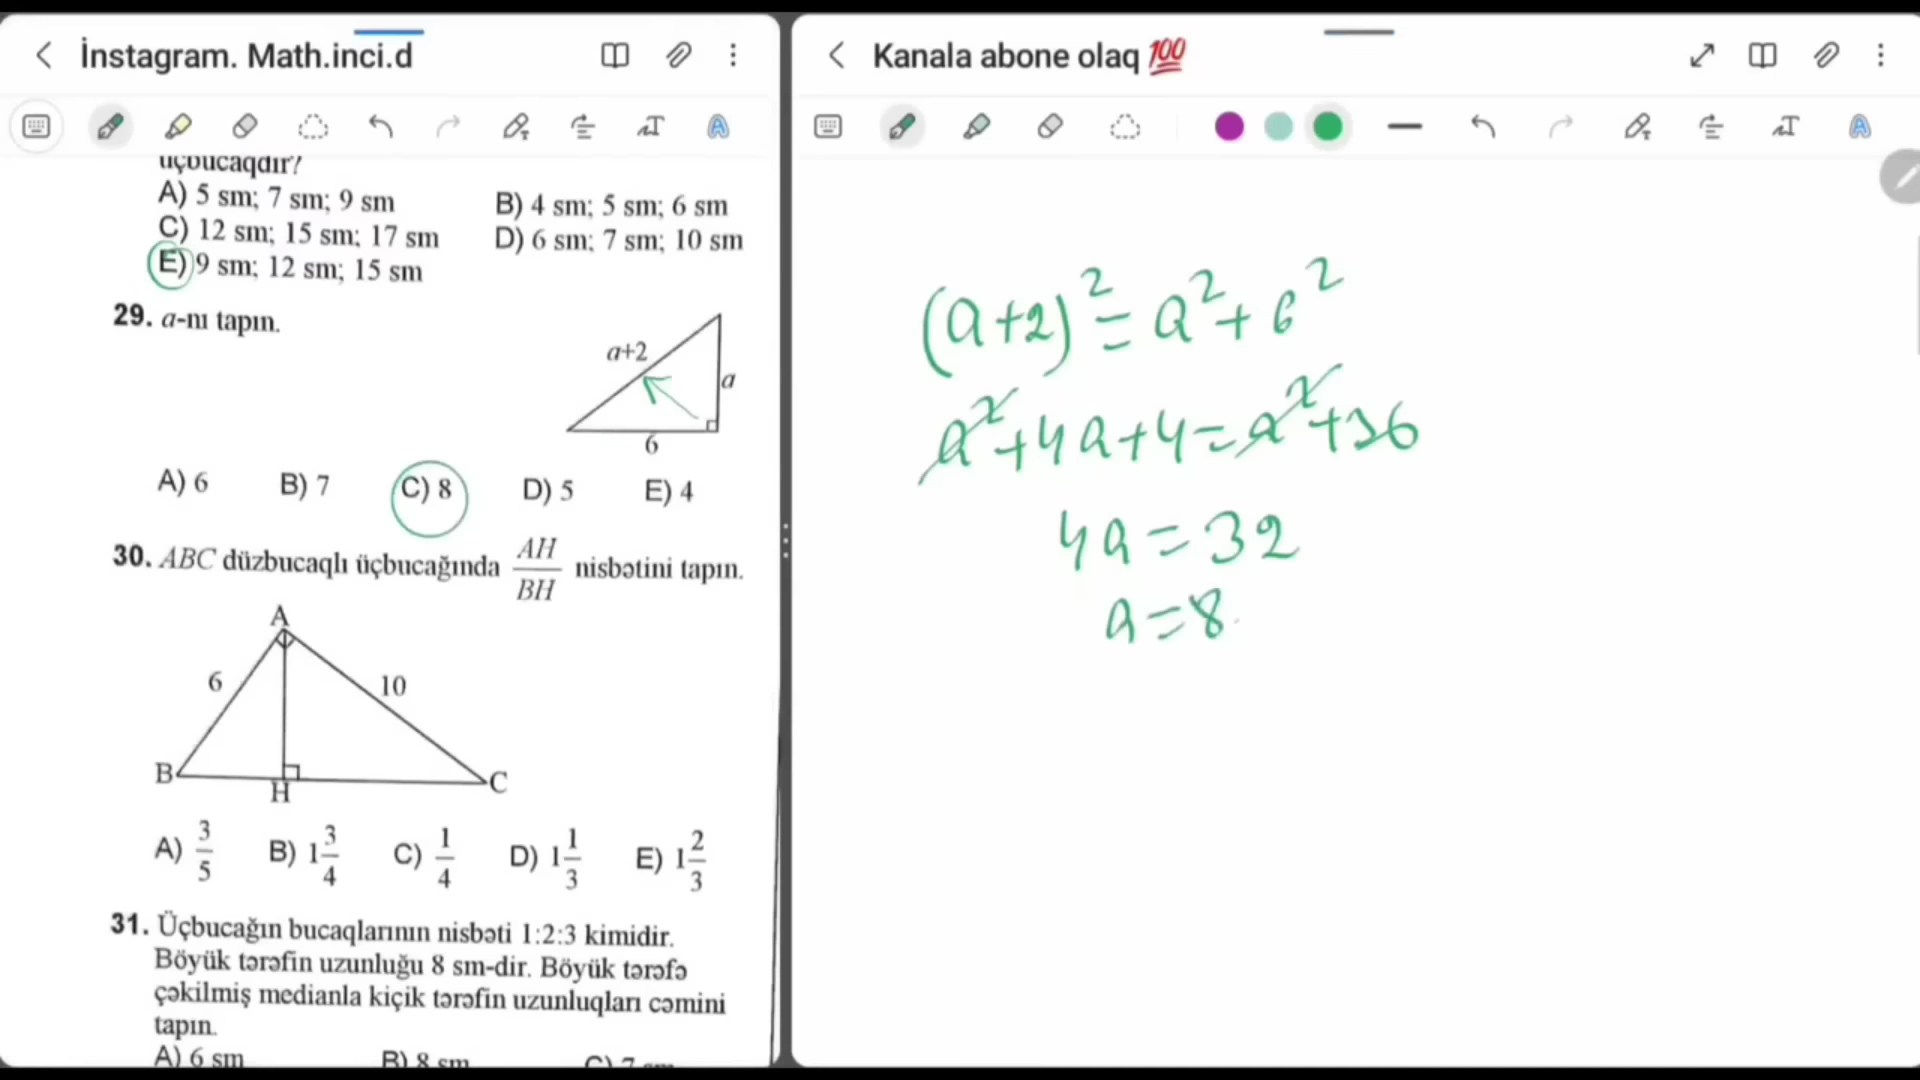 İnstagram. Math.inci.d
üçbucaqdır?
A) 5 sm; 7 sm; 9 sm
B) 4 sm; 5 sm; 6 sm
C) 12 sm; 15 sm; 17 sm
D) 6 sm; 7 sm; 10 sm
E) 9 sm; 12 sm; 15 sm
29. a-nı tapın.
a+2
a
6
A) 6 B) 7 C) 8 D) 5 E) 4
30. ABC düzbucaqlı üçbucağında AH/BH nisbətini tapın.
A
6
10
B
H
C
A) 3/5 B) 1 3/4 C) 1/4 D) 1 1/3 E) 1 2/3
31. Üçbucağın bucaqlarının nisbəti 1:2:3 kimidir.
Böyük tərəfin uzunluğu 8 sm-dir. Böyük tərəfə
çəkilmiş medianla kiçik tərəfin uzunluqları cəmini
tapın.
A) 6 sm B) 8 sm
Kanala abone olaq 💯
(a+2)²=a²+6²
a²+4a+4=a²+36
4a=32
a=8